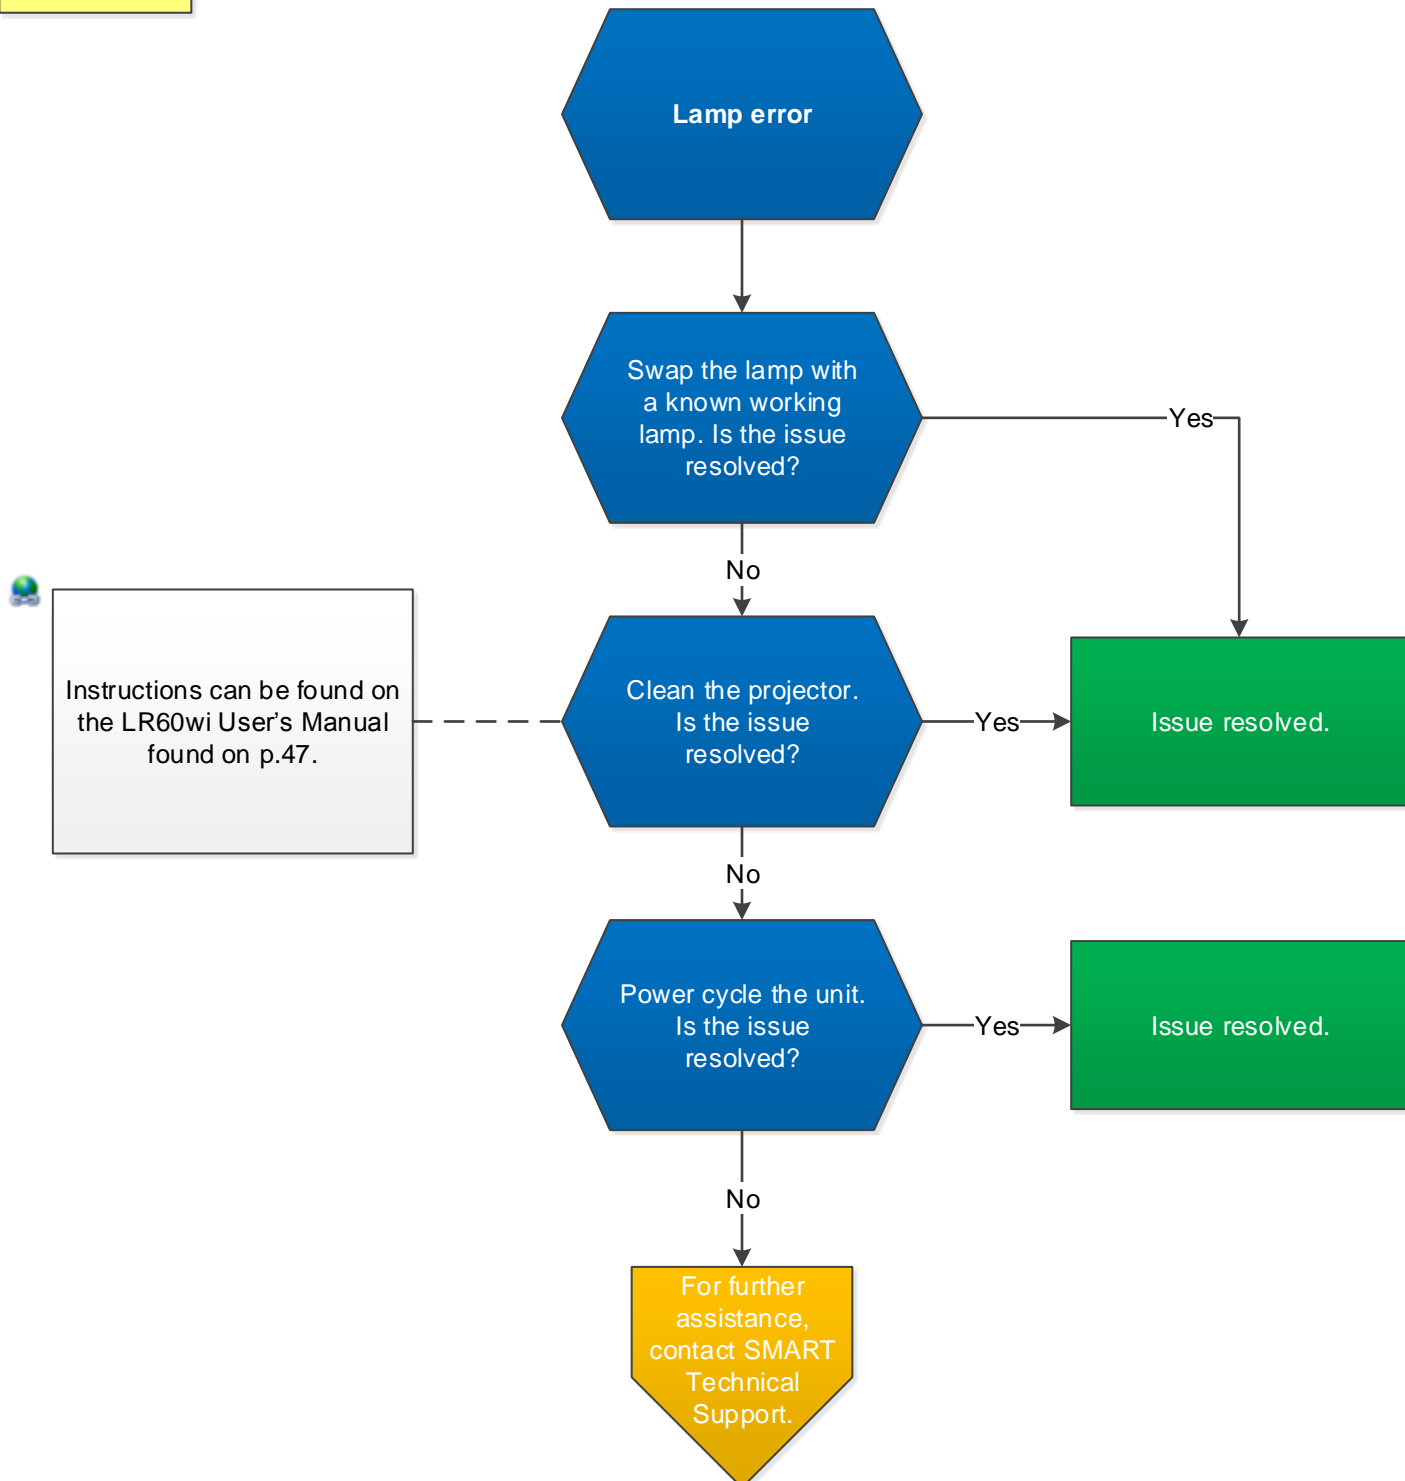 Lamp error
Swap the lamp with
a known working
lamp. Is the issue
resolved?
Yes
No
Instructions can be found on
the LR60wi User's Manual
found on p.47.
Clean the projector.
Is the issue
resolved?
Yes
Issue resolved.
No
Power cycle the unit.
Is the issue
resolved?
Yes
Issue resolved.
No
For further
assistance,
contact SMART
Technical
Support.